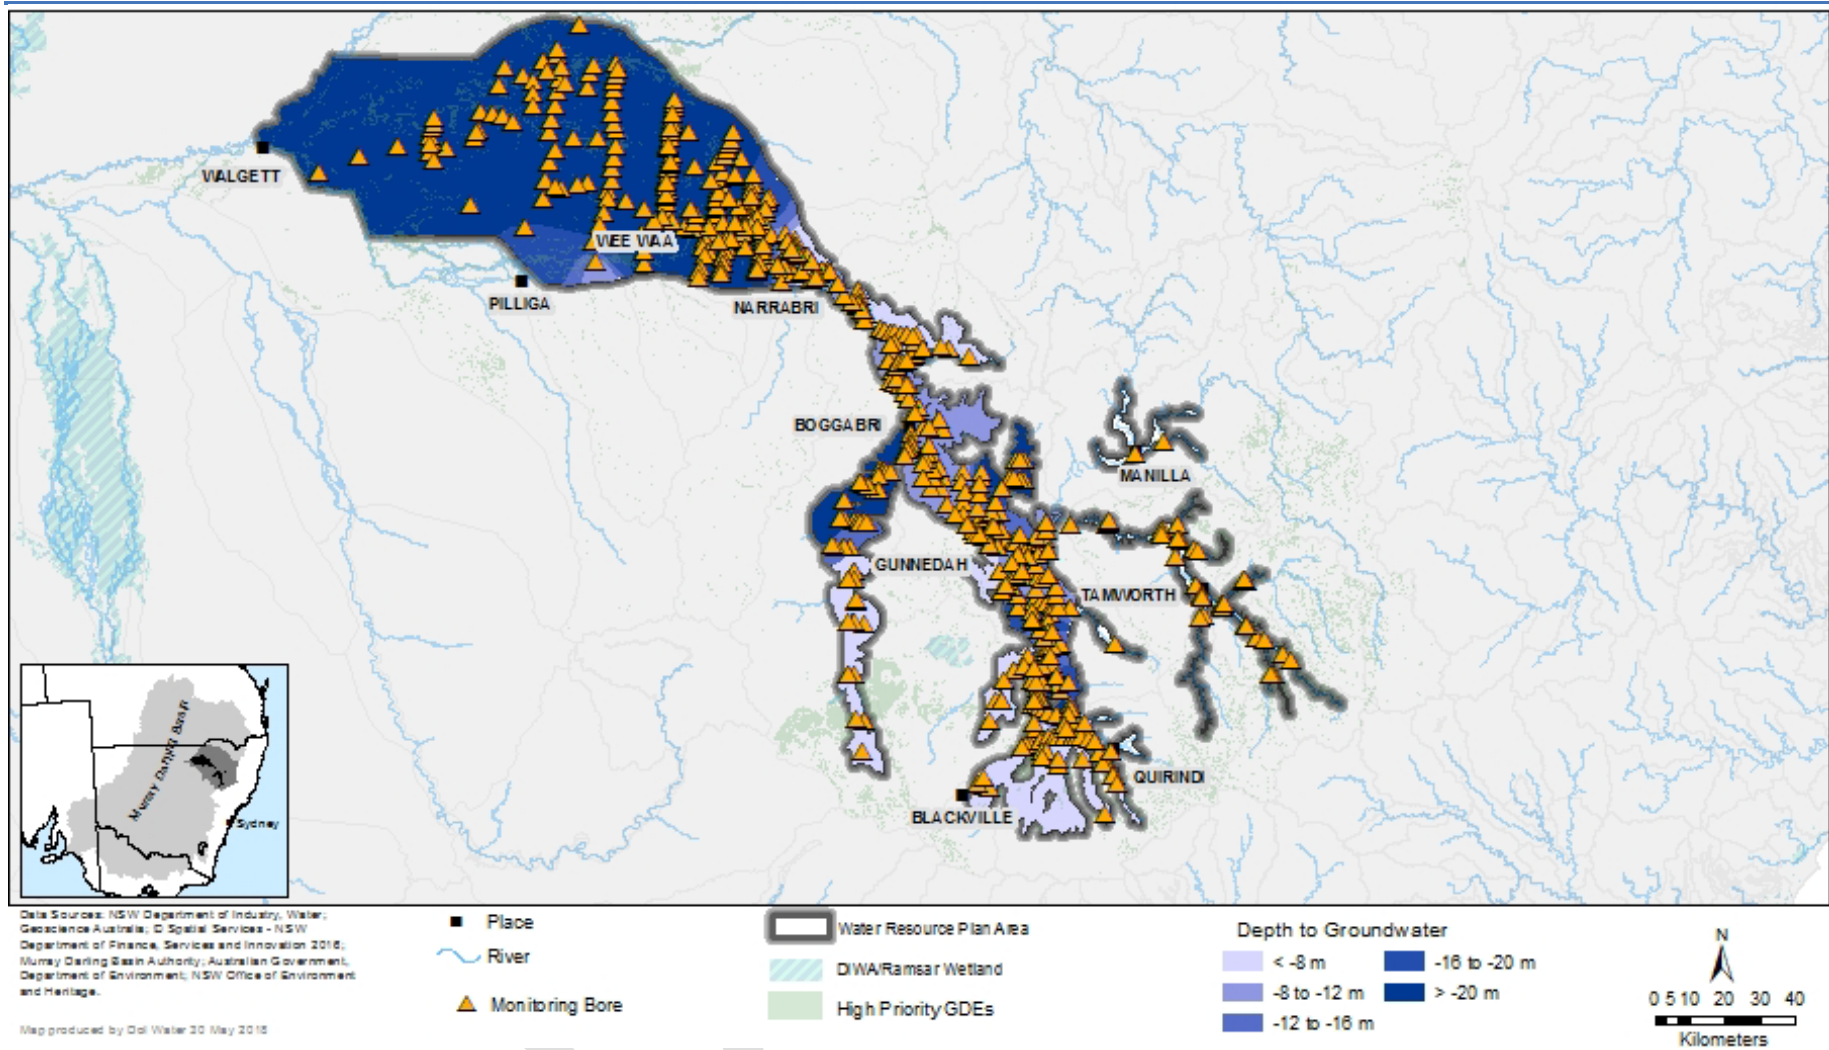 WALGETT
WEE WAA
PILLIGA
NARRABRI
BOGGABRI
MANILLA
GUNNEDAH
TAMWORTH
QUIRINDI
BLACKVILLE
MURRAY DARLING BASIN
Sydney
Data Sources: NSW Department of Industry, Water;
Geoscience Australia; © Spatial Services - NSW
Department of Finance, Services and Innovation 2016;
Murray Darling Basin Authority; Australian Government,
Department of Environment; NSW Office of Environment
and Heritage.
Map produced by DoI Water 30 May 2018
Place
River
Monitoring Bore
Water Resource Plan Area
DIWA/Ramsar Wetland
High Priority GDEs
Depth to Groundwater
< -8 m
-8 to -12 m
-12 to -16 m
-16 to -20 m
> -20 m
N
0 5 10 20 30 40
Kilometers